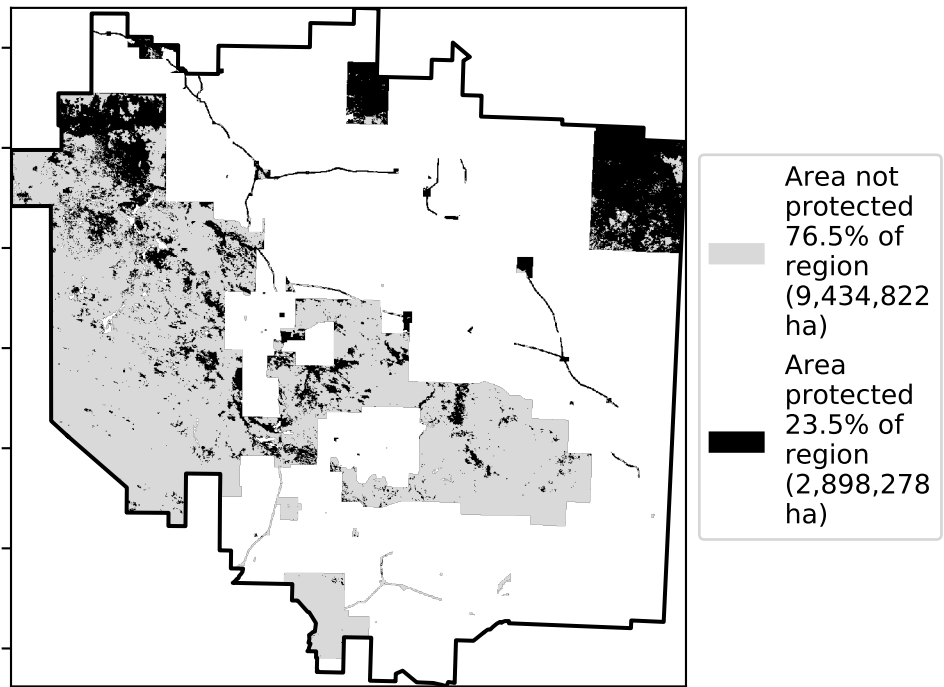 Area not
protected
76.5% of
region
(9,434,822
ha)
Area
protected
23.5% of
region
(2,898,278
ha)